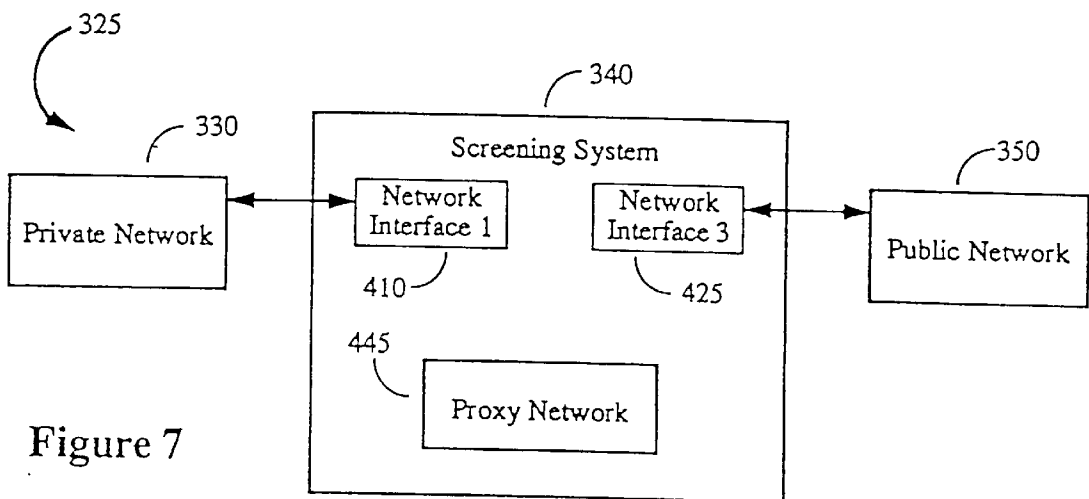 325
340
330
Screening System
350
Network
Interface 1
Network
Interface 3
Private Network
Public Network
410
425
445
Proxy Network
Figure 7